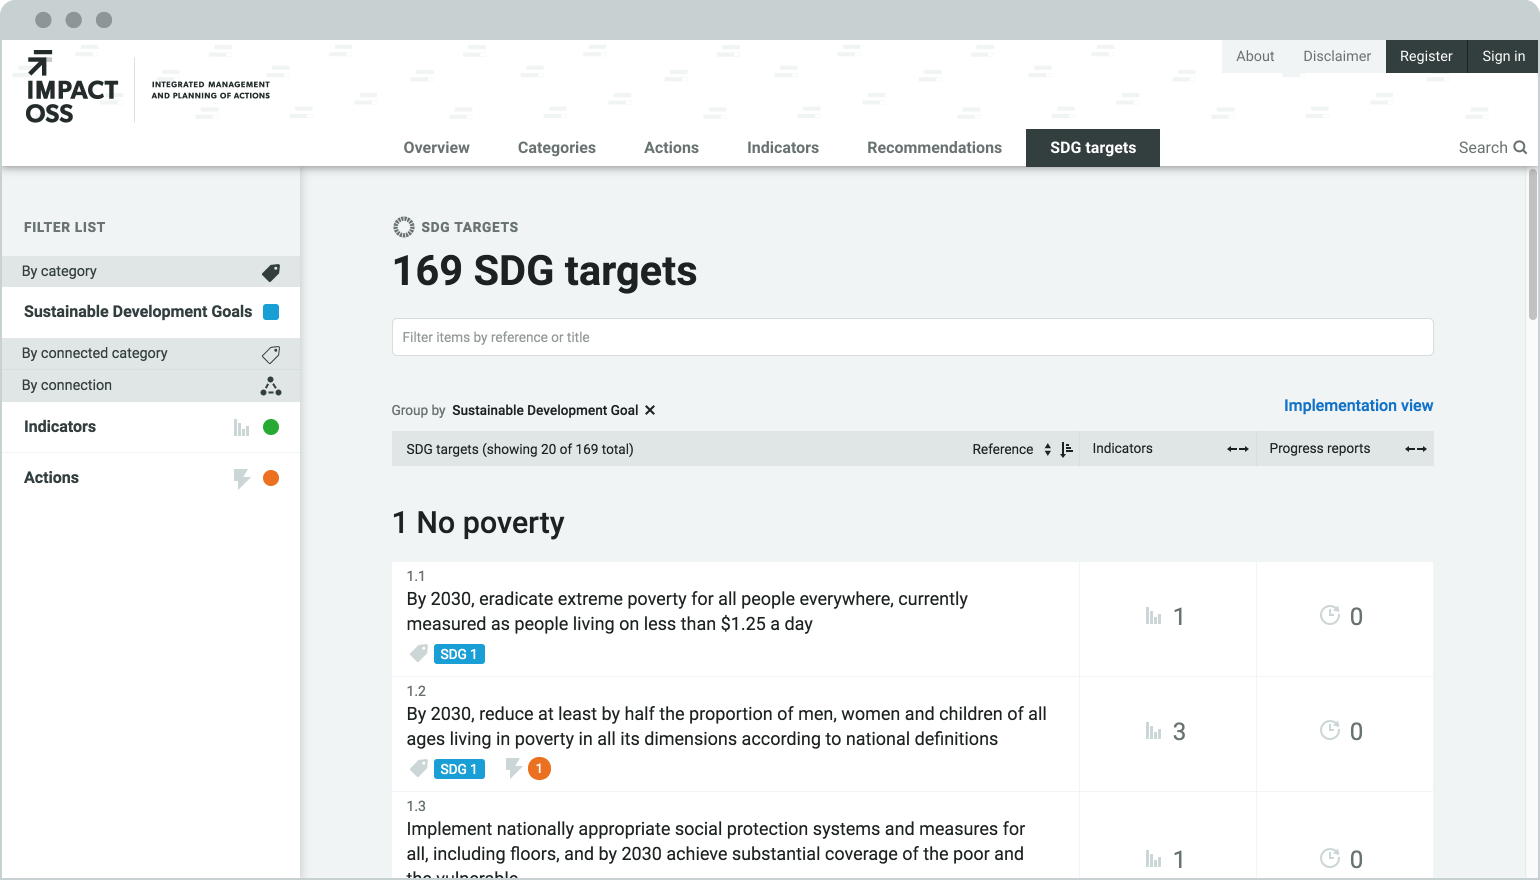 IMPACT
OSS
INTEGRATED MANAGEMENT
AND PLANNING OF ACTIONS
About
Disclaimer
Register
Sign in
Overview
Categories
Actions
Indicators
Recommendations
SDG targets
Search
FILTER LIST
By category
Sustainable Development Goals
By connected category
By connection
Indicators
Actions
SDG TARGETS
169 SDG targets
Filter items by reference or title
Group by Sustainable Development Goal
Implementation view
SDG targets (showing 20 of 169 total)
Reference
Indicators
Progress reports
1 No poverty
1.1
By 2030, eradicate extreme poverty for all people everywhere, currently
measured as people living on less than $1.25 a day
SDG 1
1
0
1.2
By 2030, reduce at least by half the proportion of men, women and children of all
ages living in poverty in all its dimensions according to national definitions
SDG 1
1
3
0
1.3
Implement nationally appropriate social protection systems and measures for
all, including floors, and by 2030 achieve substantial coverage of the poor and
the vulnerable
1
0